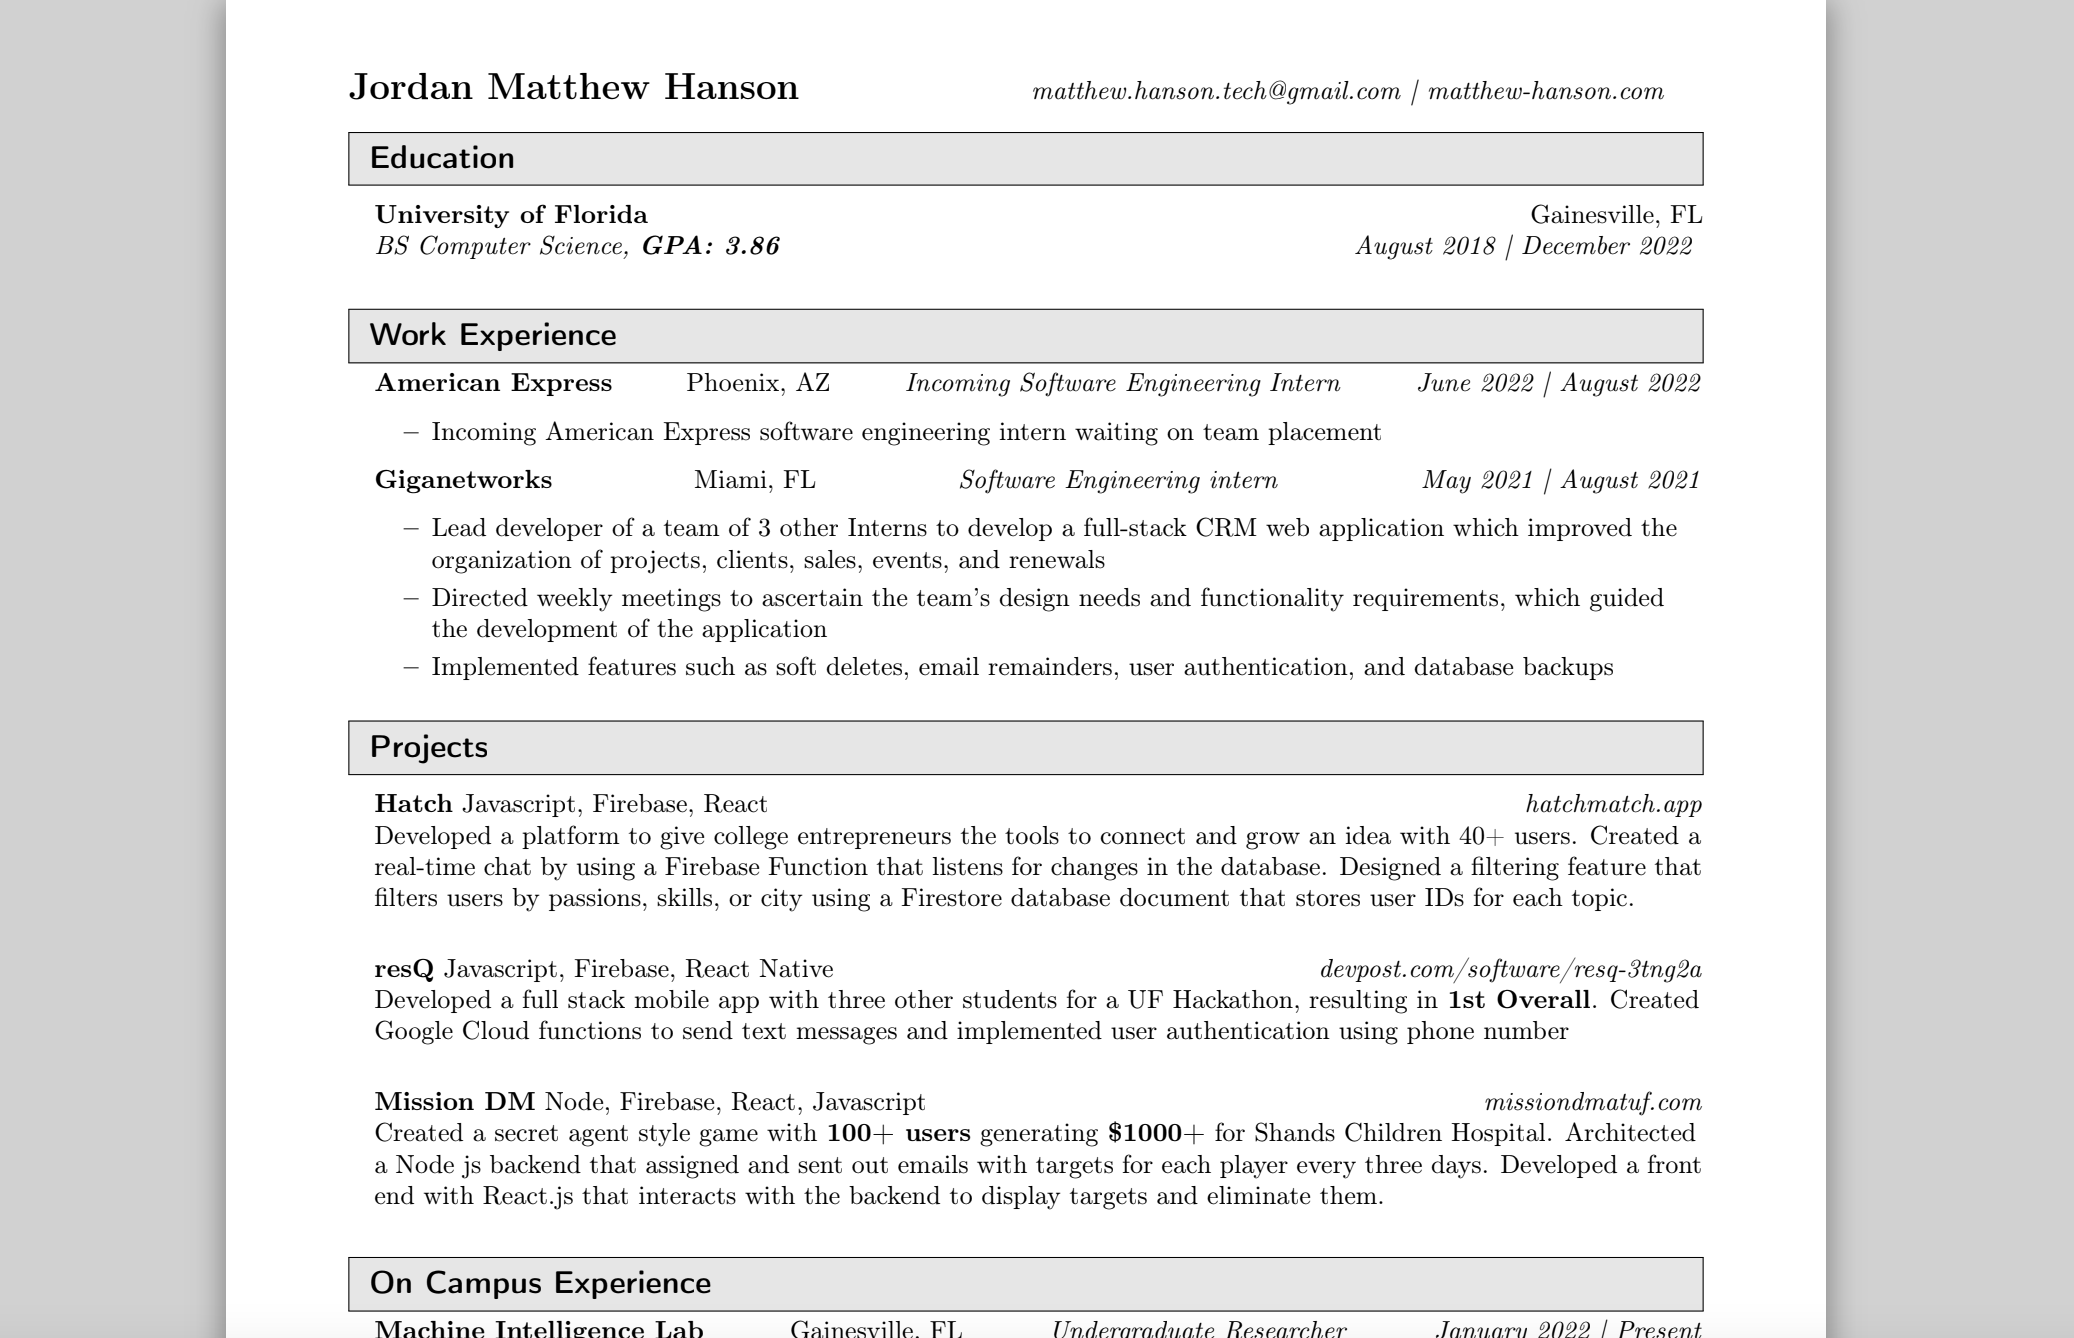 Jordan Matthew Hanson matthew.hanson.tech@gmail.com | matthew-hanson.com
Education
University of Florida Gainesville, FL
BS Computer Science, GPA: 3.86 August 2018 | December 2022
Work Experience
American Express Phoenix, AZ Incoming Software Engineering Intern June 2022 | August 2022
– Incoming American Express software engineering intern waiting on team placement
Giganetworks Miami, FL Software Engineering intern May 2021 | August 2021
– Lead developer of a team of 3 other Interns to develop a full-stack CRM web application which improved the
organization of projects, clients, sales, events, and renewals
– Directed weekly meetings to ascertain the team's design needs and functionality requirements, which guided
the development of the application
– Implemented features such as soft deletes, email remainders, user authentication, and database backups
Projects
Hatch Javascript, Firebase, React hatchmatch.app
Developed a platform to give college entrepreneurs the tools to connect and grow an idea with 40+ users. Created a
real-time chat by using a Firebase Function that listens for changes in the database. Designed a filtering feature that
filters users by passions, skills, or city using a Firestore database document that stores user IDs for each topic.
resQ Javascript, Firebase, React Native devpost.com/software/resq-3tng2a
Developed a full stack mobile app with three other students for a UF Hackathon, resulting in 1st Overall. Created
Google Cloud functions to send text messages and implemented user authentication using phone number
Mission DM Node, Firebase, React, Javascript missiondmatuf.com
Created a secret agent style game with 100+ users generating $1000+ for Shands Children Hospital. Architected
a Node js backend that assigned and sent out emails with targets for each player every three days. Developed a front
end with React.js that interacts with the backend to display targets and eliminate them.
On Campus Experience
Machine Intelligence Lab Gainesville, FL Undergraduate Researcher January 2022 | Present